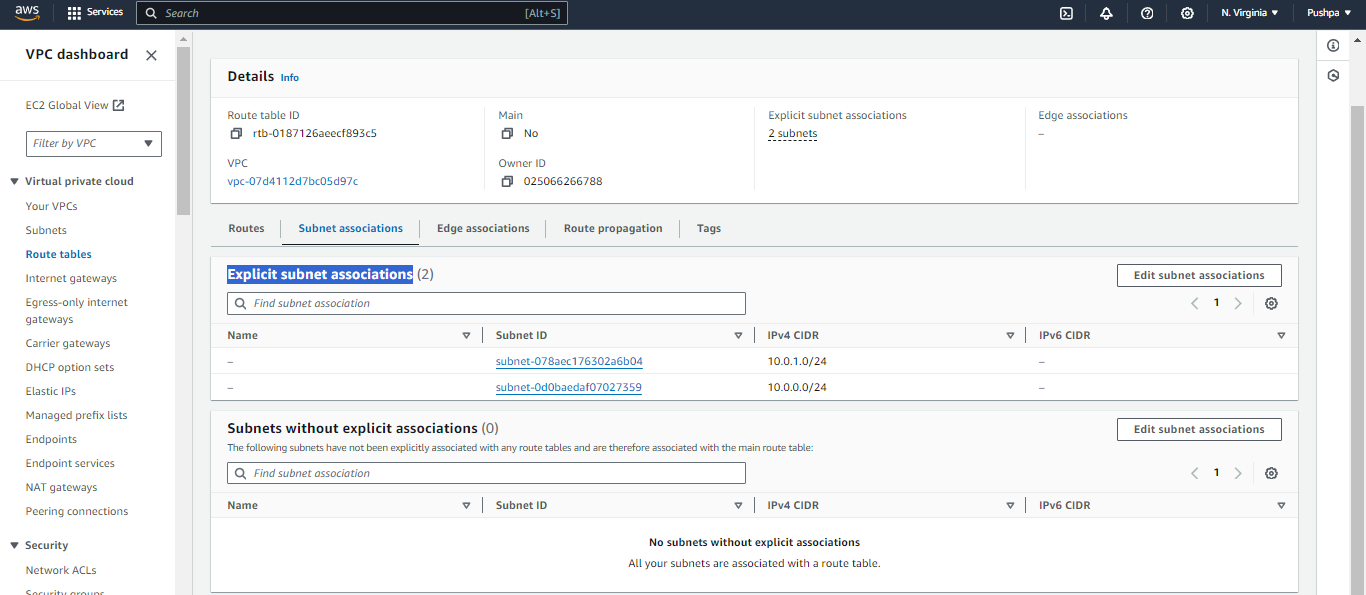 aws
Services
Search
[Alt+S]
N. Virginia
Pushpa
VPC dashboard
EC2 Global View
Filter by VPC
Virtual private cloud
Your VPCs
Subnets
Route tables
Internet gateways
Egress-only internet
gateways
Carrier gateways
DHCP option sets
Elastic IPs
Managed prefix lists
Endpoints
Endpoint services
NAT gateways
Peering connections
Security
Network ACLs
Security groups
Details Info
Route table ID
rtb-0187126aeecf893c5
Main
No
Explicit subnet associations
2 subnets
Edge associations
–
VPC
vpc-07d4112d7bc05d97c
Owner ID
025066266788
Routes
Subnet associations
Edge associations
Route propagation
Tags
Explicit subnet associations (2)
Edit subnet associations
Find subnet association
1
Name
Subnet ID
IPv4 CIDR
IPv6 CIDR
– subnet-078aec176302a6b04 10.0.1.0/24 –
– subnet-0d0baedaf07027359 10.0.0.0/24 –
Subnets without explicit associations (0)
Edit subnet associations
The following subnets have not been explicitly associated with any route tables and are therefore associated with the main route table:
Find subnet association
1
Name
Subnet ID
IPv4 CIDR
IPv6 CIDR
No subnets without explicit associations
All your subnets are associated with a route table.